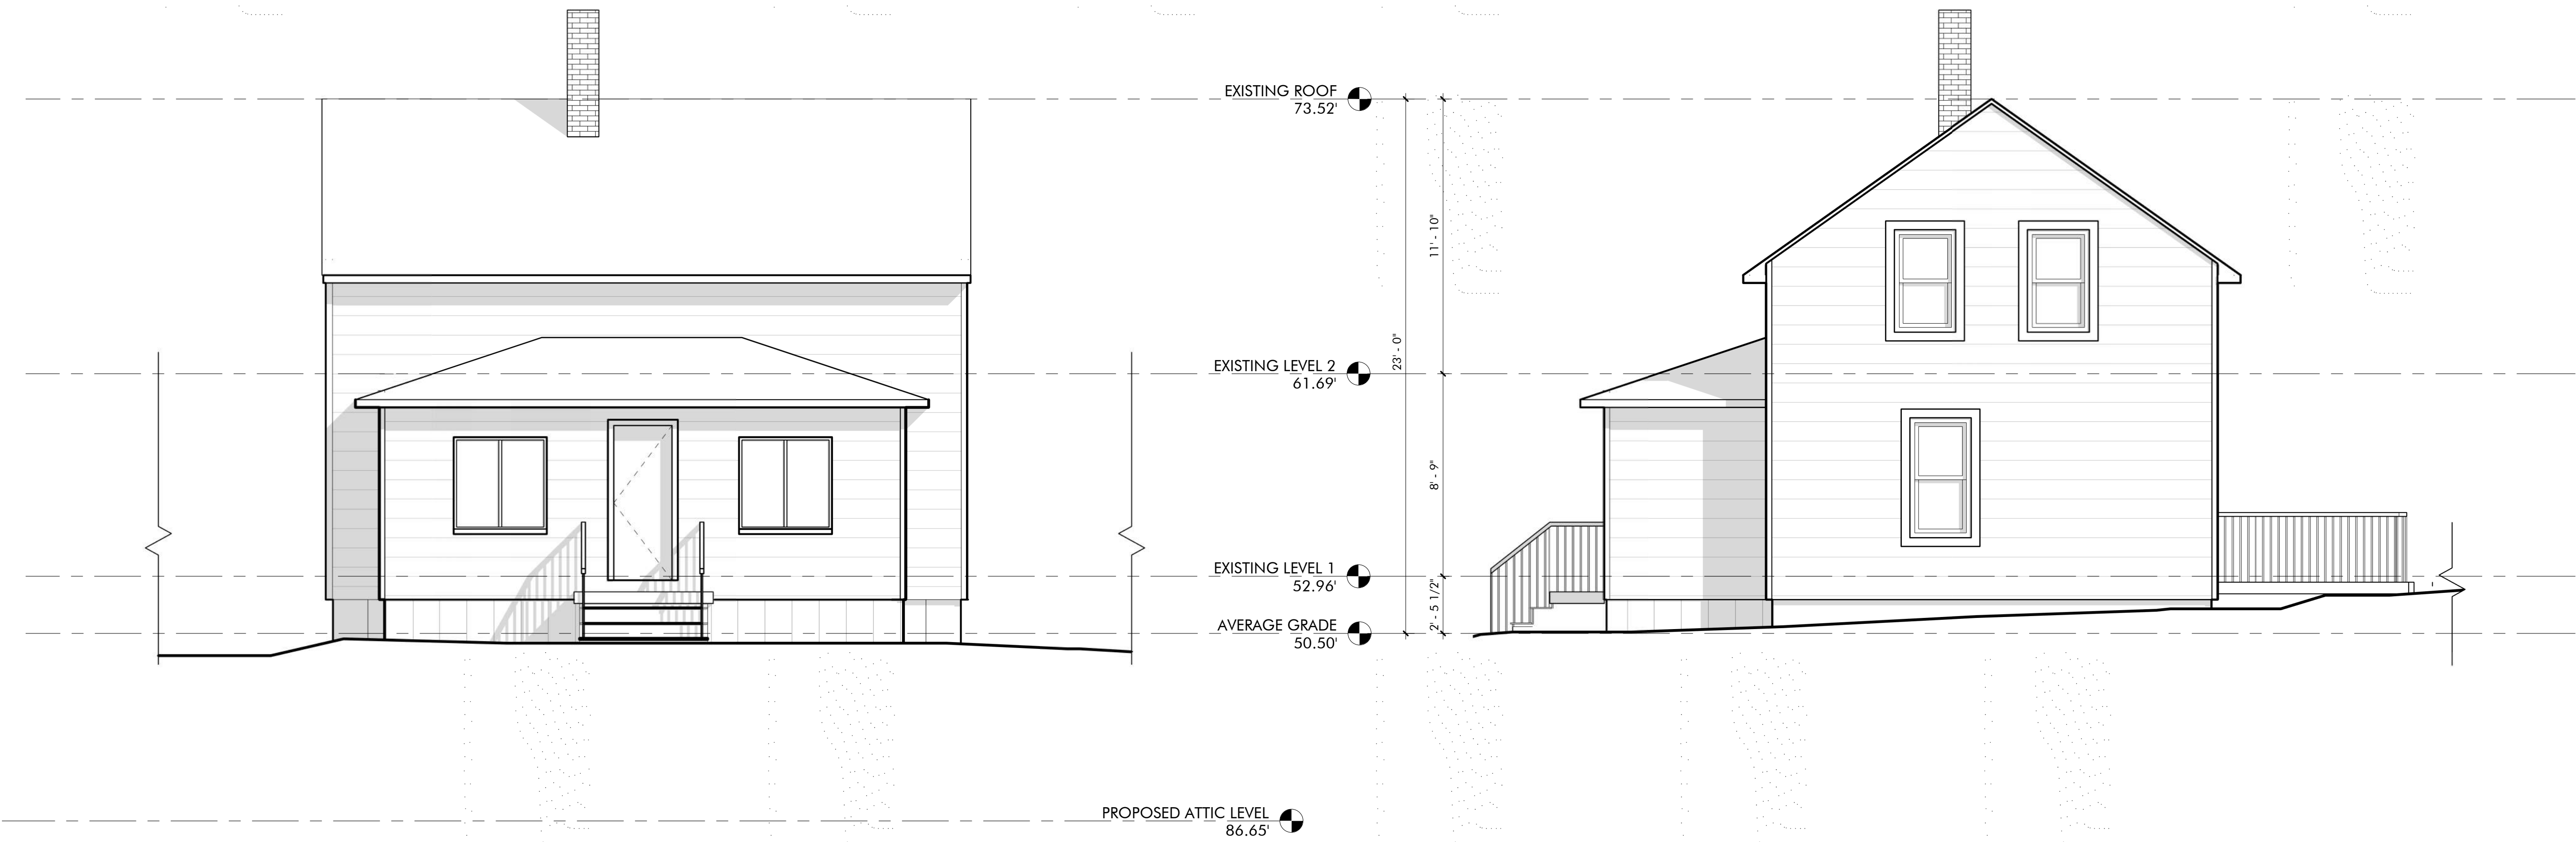 EXISTING ROOF
73.52'
11' - 10"
23' - 0"
EXISTING LEVEL 2
61.69'
8' - 9"
EXISTING LEVEL 1
52.96'
2' - 5 1/2"
AVERAGE GRADE
50.50'
PROPOSED ATTIC LEVEL
86.65'